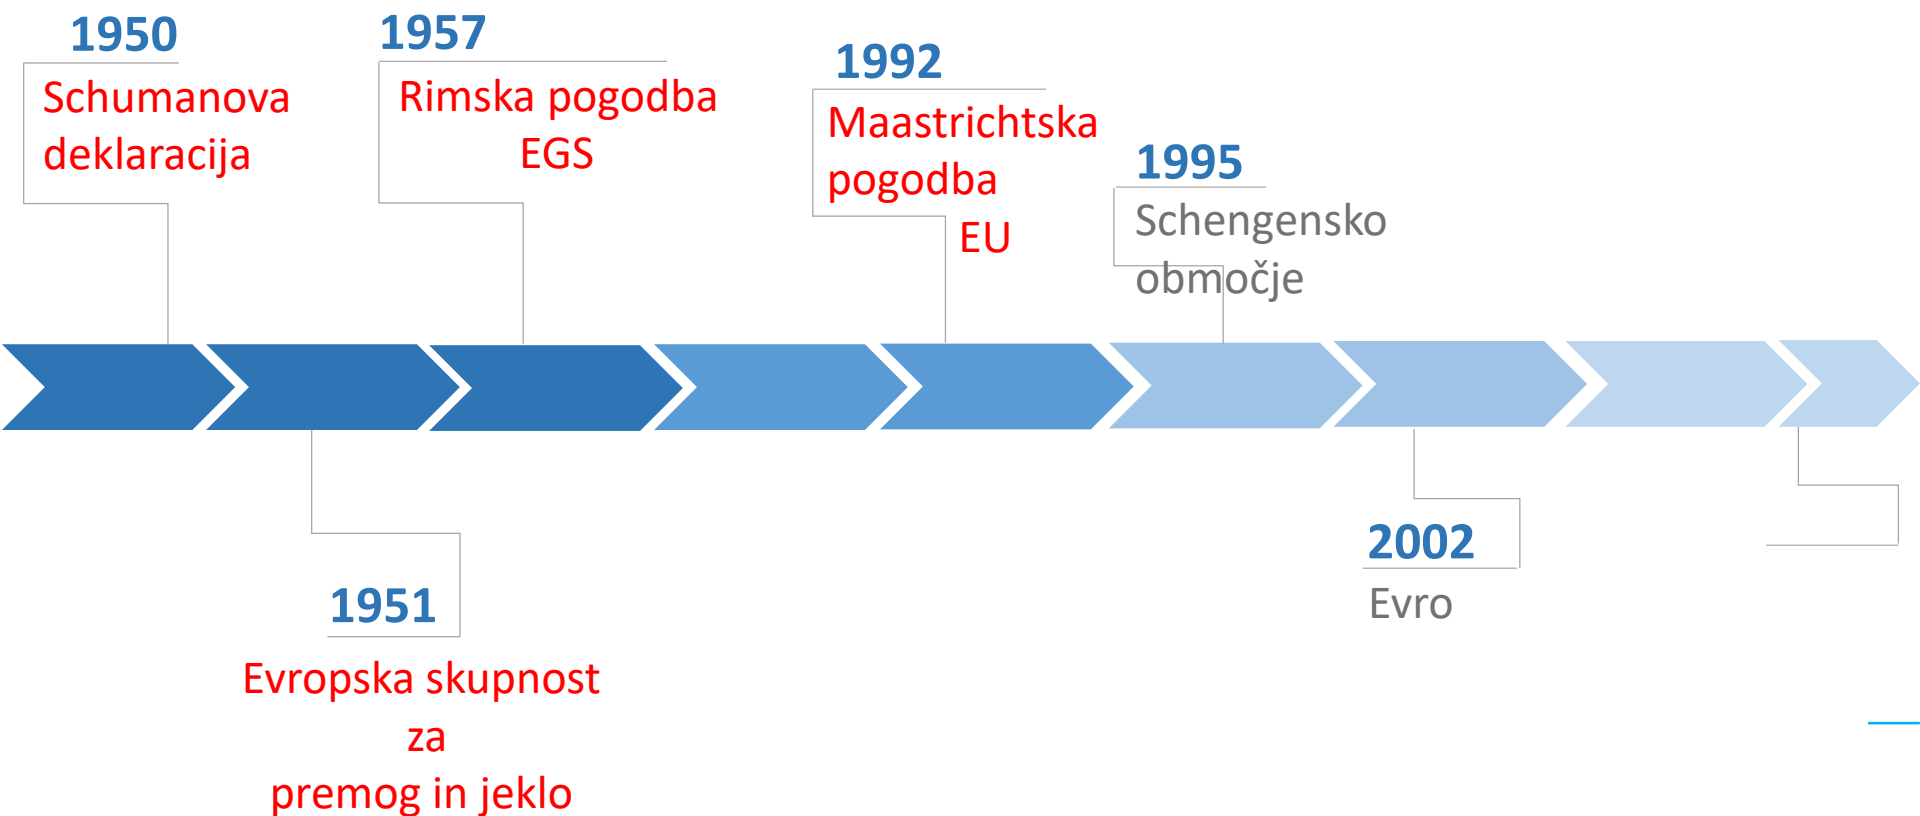 1950
Schumanova
deklaracija
1957
Rimska pogodba
EGS
1992
Maastrichtska
pogodba
EU
1995
Schengensko
območje
1951
Evropska skupnost
za
premog in jeklo
2002
Evro